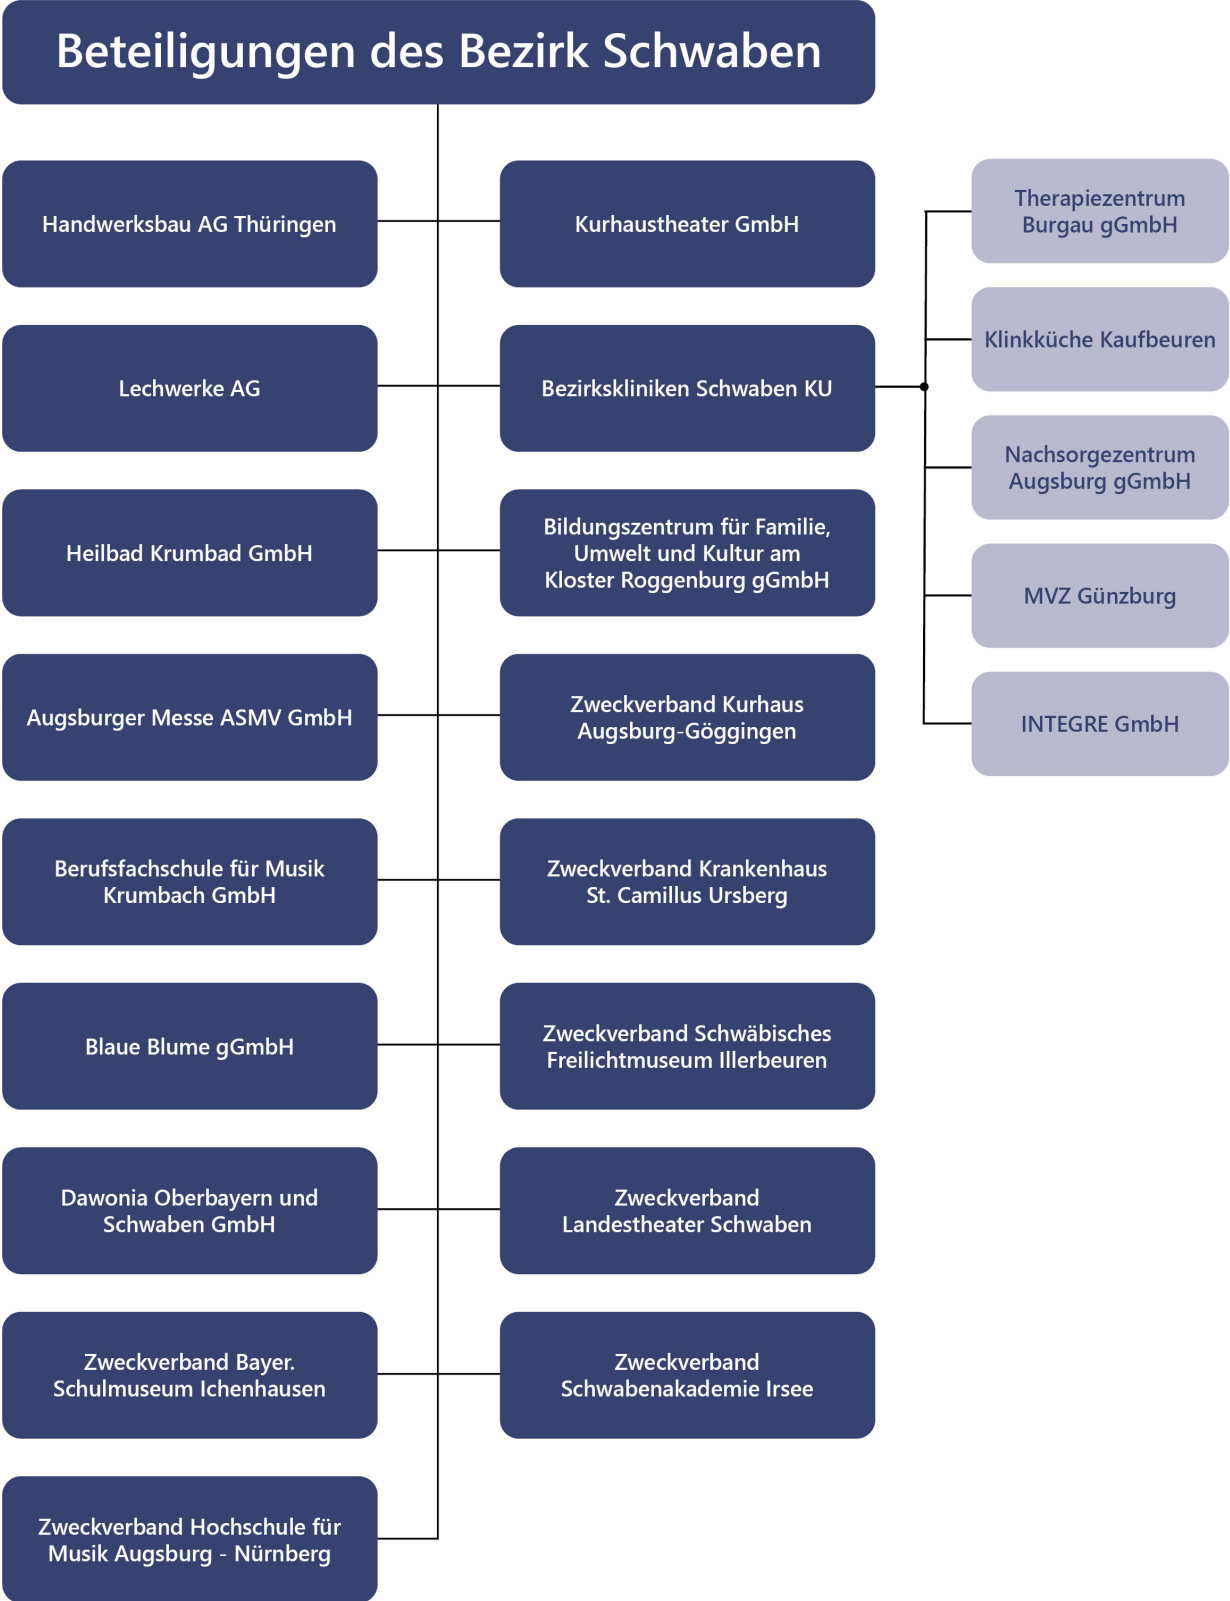 Beteiligungen des Bezirk Schwaben
Handwerksbau AG Thüringen
Kurhaustheater GmbH
Therapiezentrum
Burgau gGmbH
Klinkküche Kaufbeuren
Lechwerke AG
Bezirkskliniken Schwaben KU
Nachsorgezentrum
Augsburg gGmbH
Heilbad Krumbad GmbH
Bildungszentrum für Familie,
Umwelt und Kultur am
Kloster Roggenburg gGmbH
MVZ Günzburg
Augsburger Messe ASMV GmbH
Zweckverband Kurhaus
Augsburg-Göggingen
INTEGRE GmbH
Berufsfachschule für Musik
Krumbach GmbH
Zweckverband Krankenhaus
St. Camillus Ursberg
Blaue Blume gGmbH
Zweckverband Schwäbisches
Freilichtmuseum Illerbeuren
Dawonia Oberbayern und
Schwaben GmbH
Zweckverband
Landestheater Schwaben
Zweckverband Bayer.
Schulmuseum Ichenhausen
Zweckverband
Schwabenakademie Irsee
Zweckverband Hochschule für
Musik Augsburg - Nürnberg